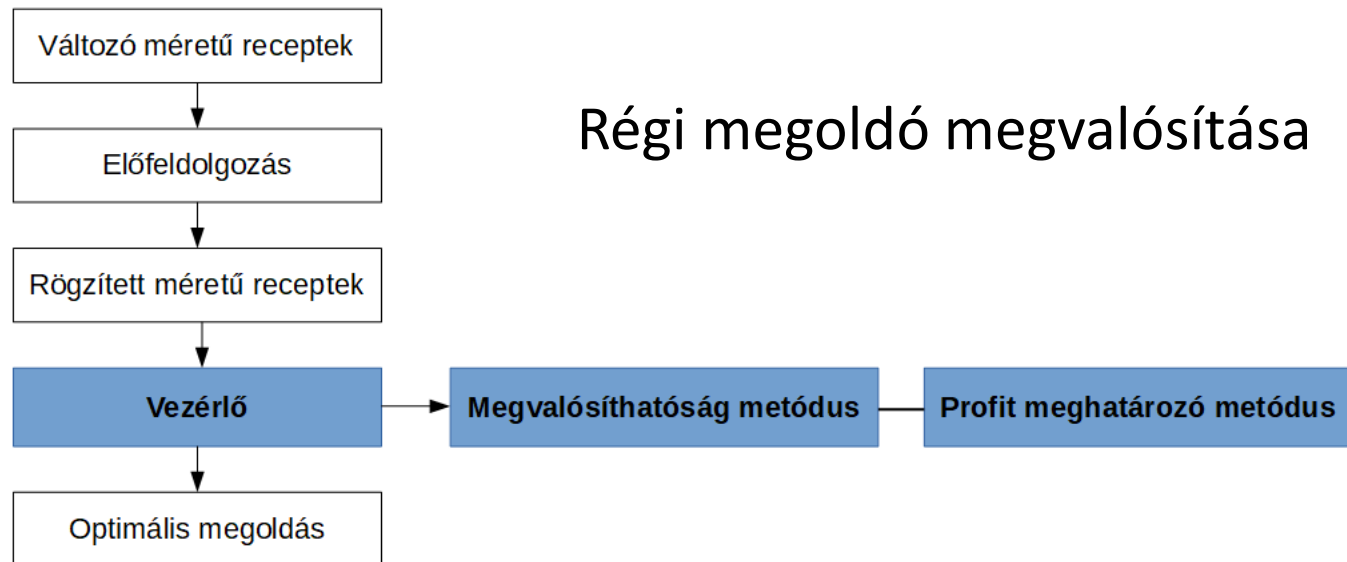 Változó méretű receptek
Régi megoldó megvalósítása
Előfeldolgozás
Rögzített méretű receptek
Vezérlő
Megvalósíthatóság metódus
Profit meghatározó metódus
Optimális megoldás